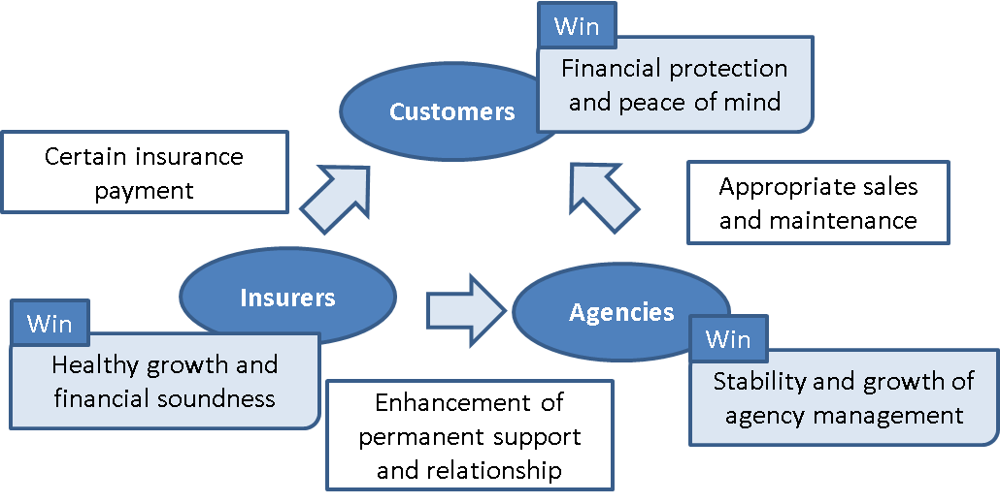 Win
Financial protection
and peace of mind
Customers
Certain insurance
payment
Appropriate sales
and maintenance
Insurers
Agencies
Win
Healthy growth and
financial soundness
Win
Stability and growth of
agency management
Enhancement of
permanent support
and relationship